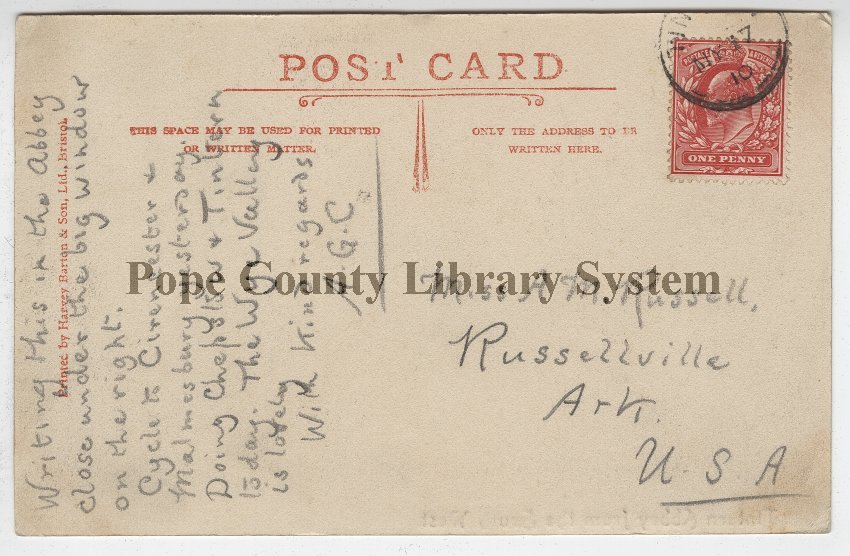 POST CARD
THIS SPACE MAY BE USED FOR PRINTED
OR WRITTEN MATTER.
ONLY THE ADDRESS TO BE
WRITTEN HERE.
ONE PENNY
Printed by Harvey Barton & Son, Ltd., Bristol.
Writing this in the Abbey
close under the big window
on the right.
Cycle to Cirencester &
Malmesbury yesterday.
Doing Chepstow & Tintern
today. The Wye Valley
is lovely
With kind regards
A.G.C.
Miss A M Russell,
Russellville
Ark.
U.S.A
Pope County Library System